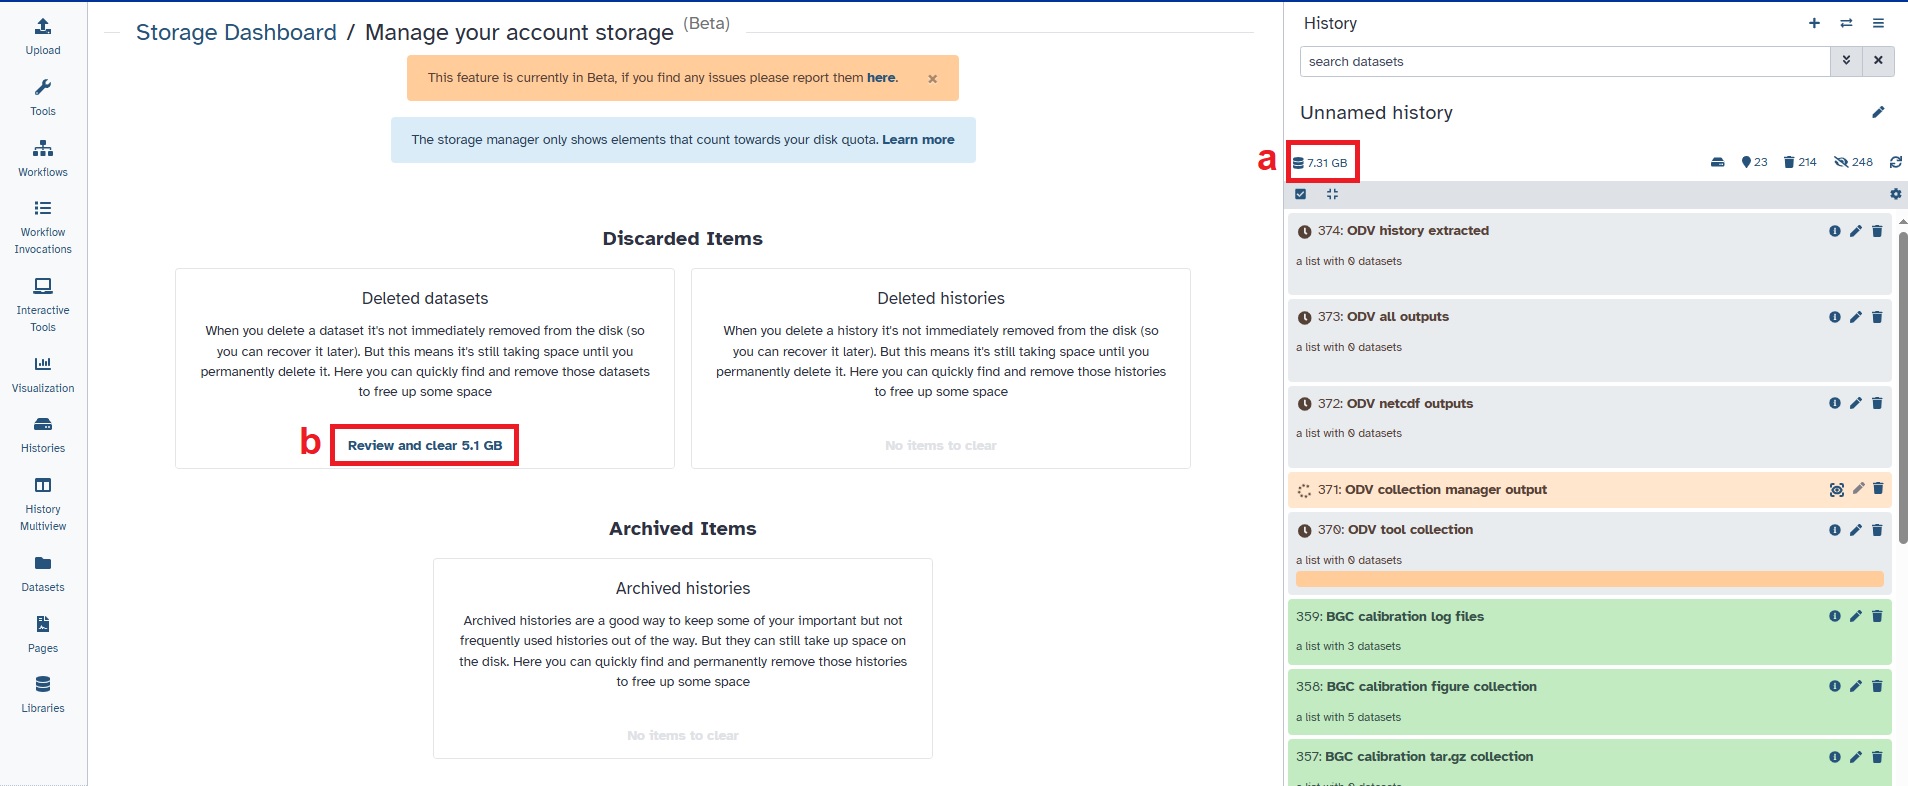 Upload
Tools
Workflows
Workflow
Invocations
Interactive
Tools
Visualization
Histories
History
Multiview
Datasets
Pages
Libraries
Storage Dashboard / Manage your account storage (Beta)
This feature is currently in Beta, if you find any issues please report them here. ×
The storage manager only shows elements that count towards your disk quota. Learn more
Discarded Items
Deleted datasets
When you delete a dataset it's not immediately removed from the disk (so
you can recover it later). But this means it's still taking space until you
permanently delete it. Here you can quickly find and remove those datasets
to free up some space
b Review and clear 5.1 GB
Deleted histories
When you delete a history it's not immediately removed from the disk (so
you can recover it later). But this means it's still taking space until you
permanently delete it. Here you can quickly find and remove those histories
to free up some space
No items to clear
Archived Items
Archived histories
Archived histories are a good way to keep some of your important but not
frequently used histories out of the way. But they can still take up space on
the disk. Here you can quickly find and permanently remove those histories
to free up some space
No items to clear
History
search datasets
Unnamed history
a 7.31 GB 23 214 248
374: ODV history extracted
a list with 0 datasets
373: ODV all outputs
a list with 0 datasets
372: ODV netcdf outputs
a list with 0 datasets
371: ODV collection manager output
370: ODV tool collection
a list with 0 datasets
359: BGC calibration log files
a list with 3 datasets
358: BGC calibration figure collection
a list with 5 datasets
357: BGC calibration tar.gz collection